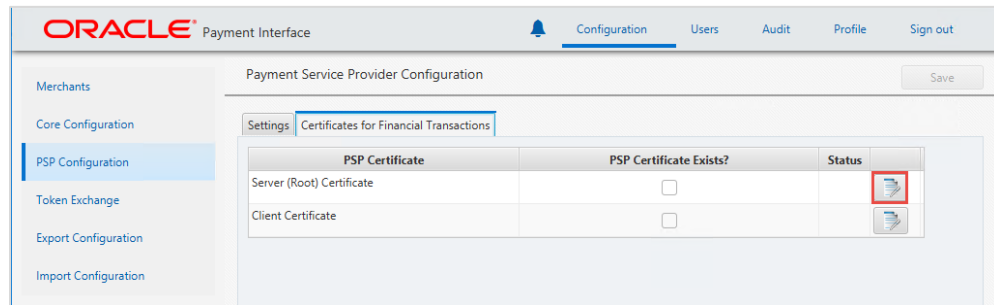 ORACLE® Payment Interface
Configuration Users Audit Profile Sign out
Merchants
Core Configuration
PSP Configuration
Token Exchange
Export Configuration
Import Configuration
Payment Service Provider Configuration
Save
Settings Certificates for Financial Transactions
PSP Certificate PSP Certificate Exists? Status
Server (Root) Certificate
Client Certificate